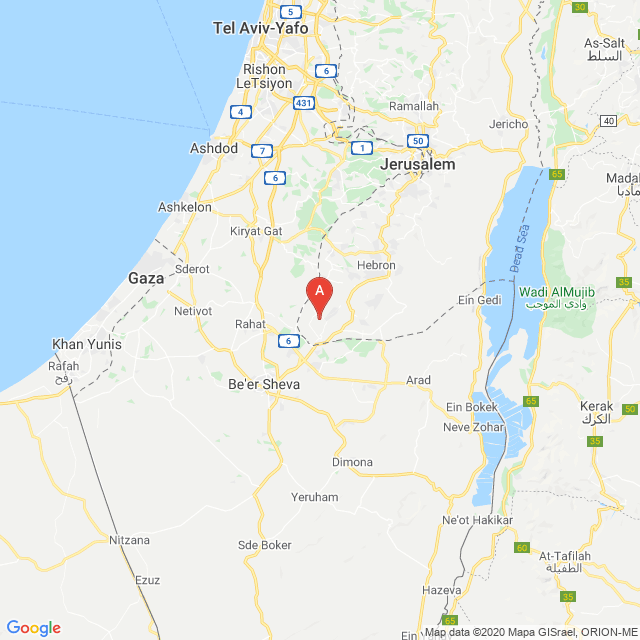 5
30
Tel Aviv-Yafo
As-Salt
السلط
Rishon
LeTsiyon
6
431
4
Ramallah
40
Jericho
50
Ashdod
7
1
Jerusalem
6
65
Madaba
مادبا
Ashkelon
Kiryat Gat
Dead Sea
Hebron
Gaza
Sderot
A
Wadi AlMujib
وادي الموجب
35
Ein Gedi
Netivot
Rahat
6
Khan Yunis
Rafah
رفح
Be'er Sheva
Arad
65
Ein Bokek
Kerak
الكرك
50
Neve Zohar
35
Dimona
Yeruham
Ne'ot Hakikar
Nitzana
Sde Boker
60
At-Tafilah
الطفيلة
Ezuz
Hazeva
35
65
Google
Map data ©2020 Mapa GISrael, ORION-ME